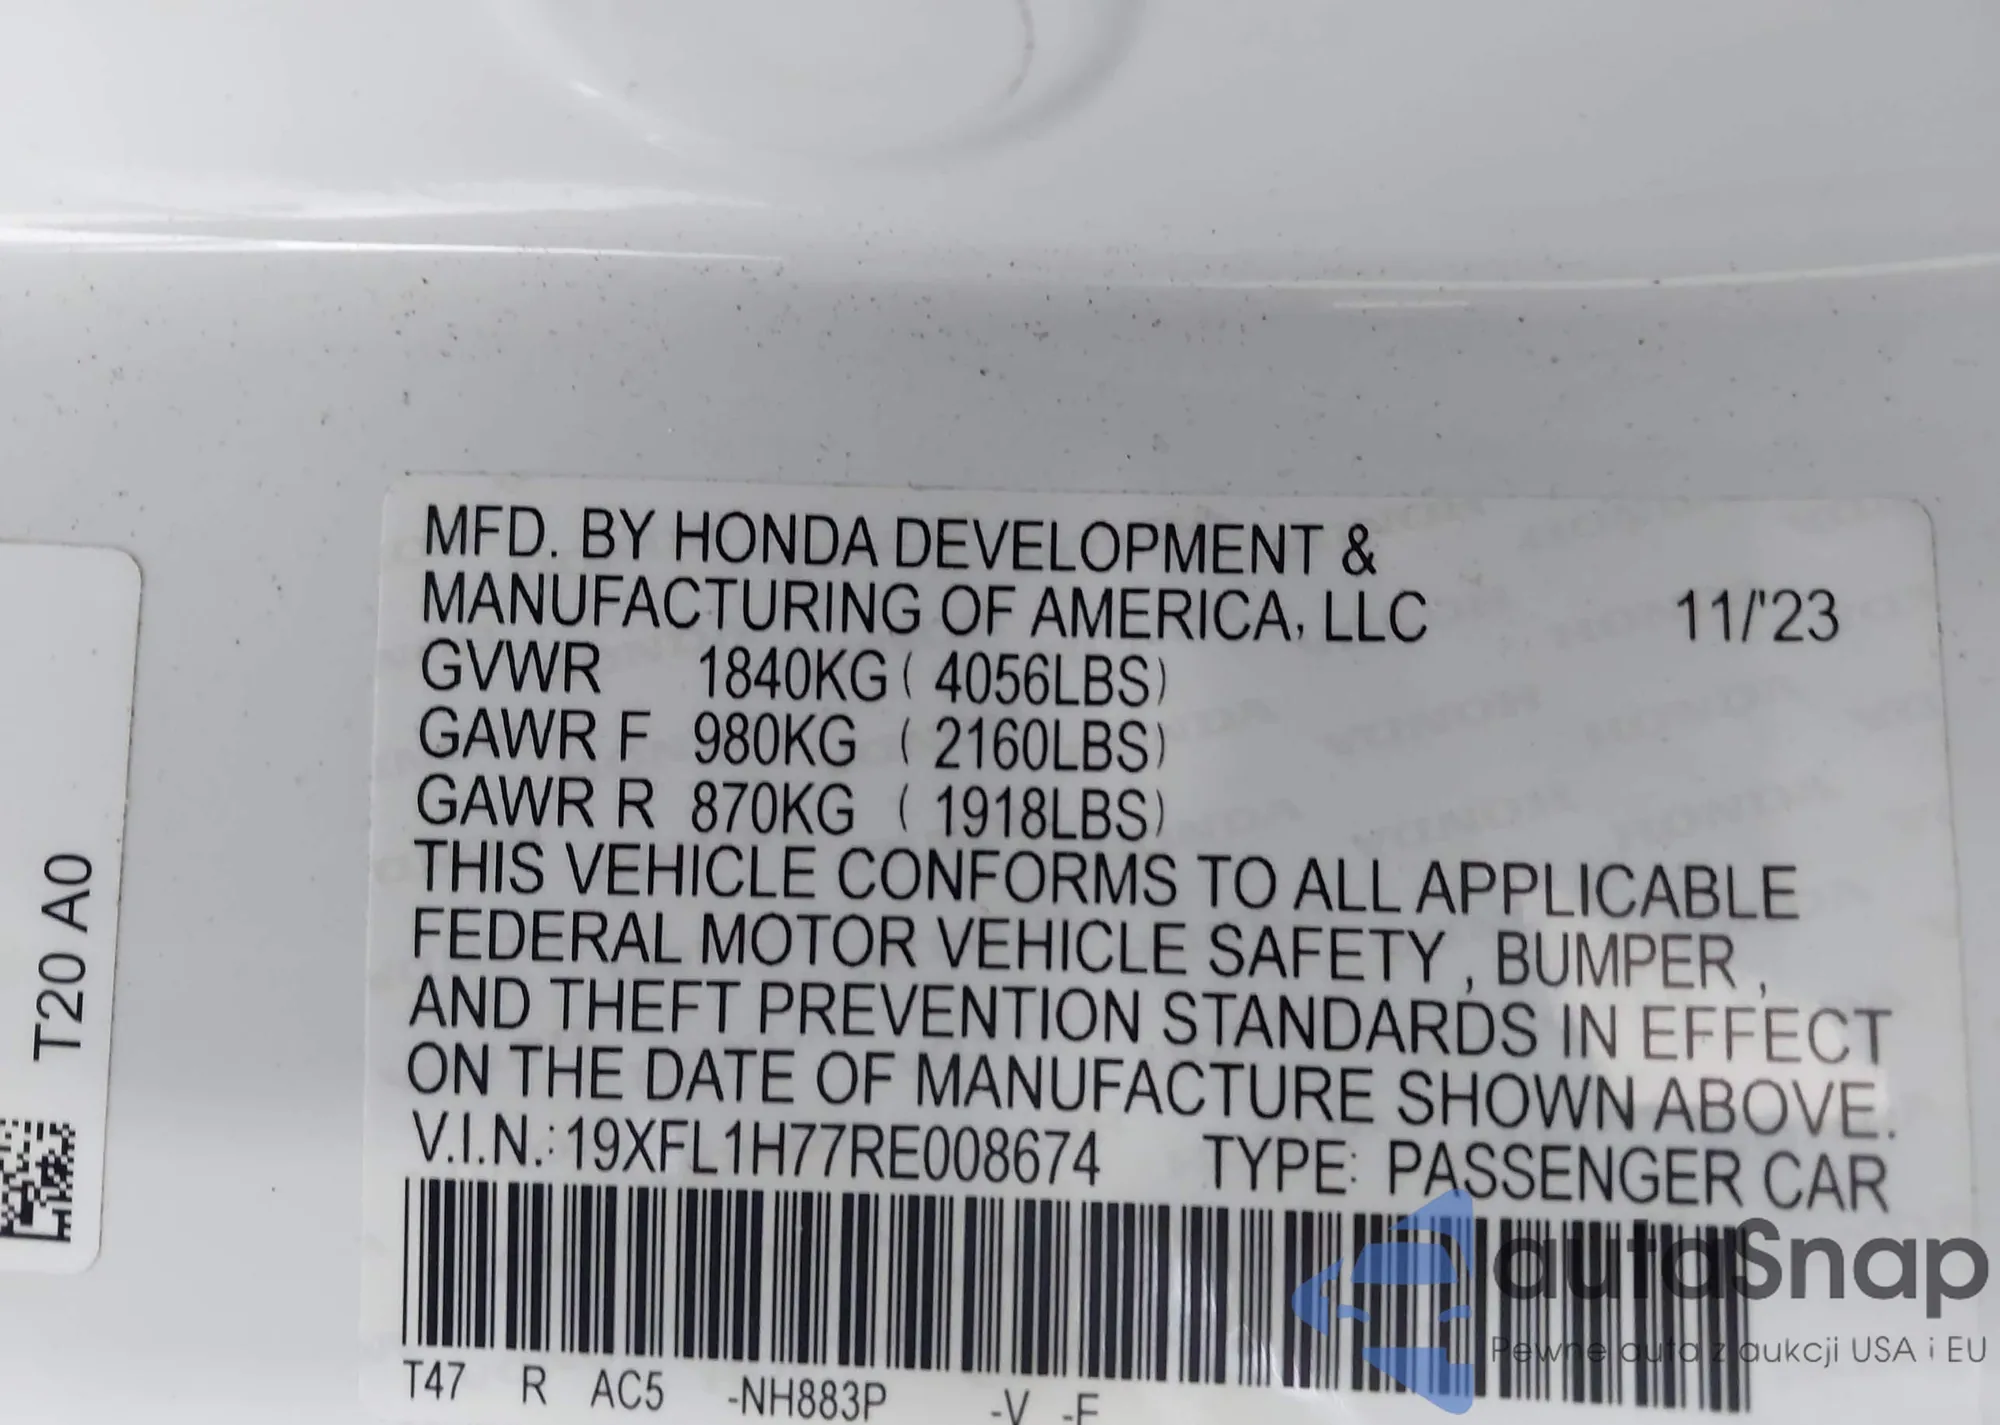 MFD. BY HONDA DEVELOPMENT &
MANUFACTURING OF AMERICA, LLC 11/'23
GVWR 1840KG ( 4056LBS)
GAWR F 980KG ( 2160LBS)
GAWR R 870KG ( 1918LBS)
THIS VEHICLE CONFORMS TO ALL APPLICABLE
FEDERAL MOTOR VEHICLE SAFETY , BUMPER ,
AND THEFT PREVENTION STANDARDS IN EFFECT
ON THE DATE OF MANUFACTURE SHOWN ABOVE.
V.I.N.: 19XFL1H77RE008674 TYPE: PASSENGER CAR
T47 R AC5 -NH883P -V -F
T20 A0
autoSnap
Pewne auta z aukcji USA i EU